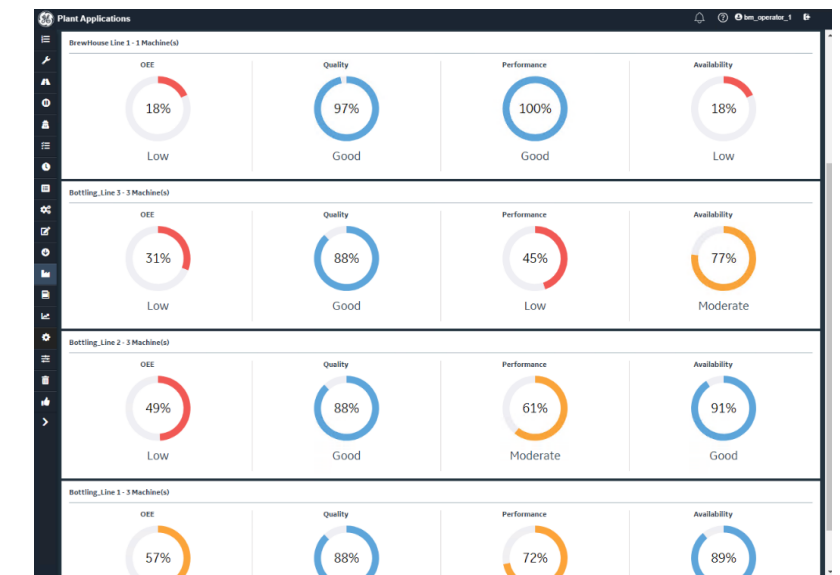 Plant Applications
bm_operator_1
BrewHouse Line 1 - 1 Machine(s)
OEE Quality Performance Availability
18% 97% 100% 18%
Low Good Good Low
Bottling_Line 3 - 3 Machine(s)
OEE Quality Performance Availability
31% 88% 45% 77%
Low Good Low Moderate
Bottling_Line 2 - 3 Machine(s)
OEE Quality Performance Availability
49% 88% 61% 91%
Low Good Moderate Good
Bottling_Line 1 - 3 Machine(s)
OEE Quality Performance Availability
57% 88% 72% 89%